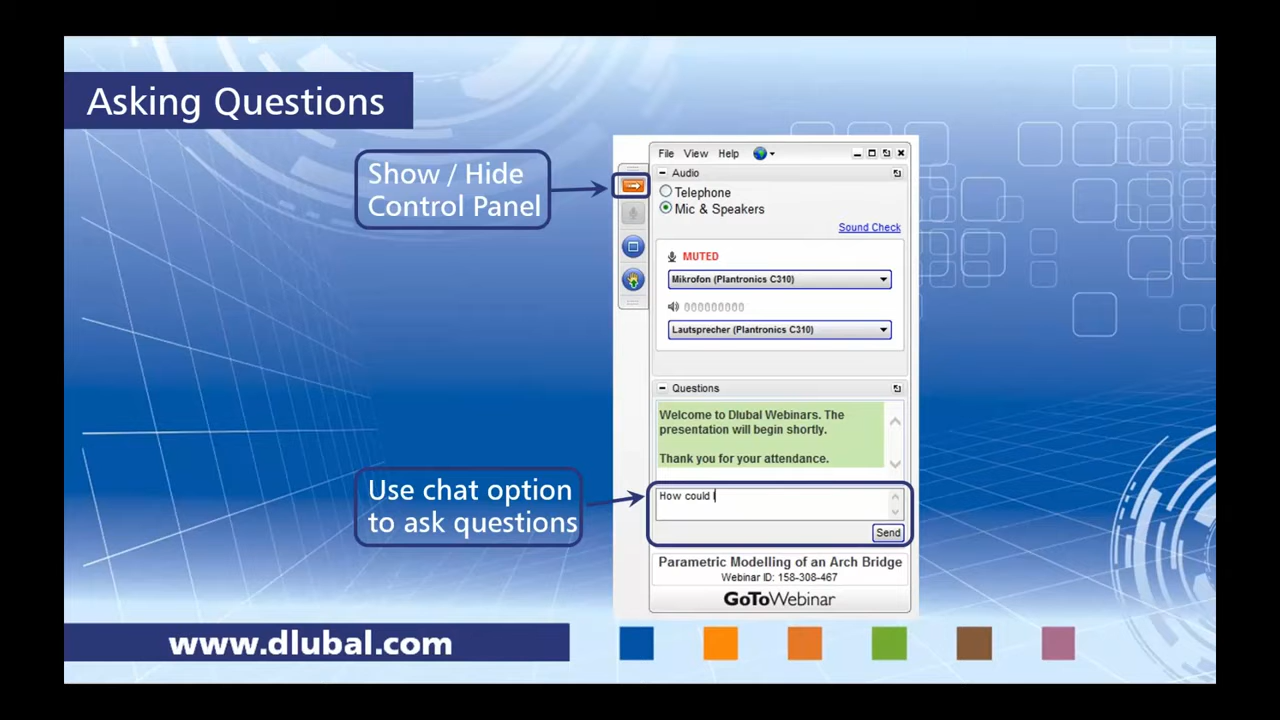 Asking Questions
Show / Hide
Control Panel
File View Help
Audio
Telephone
Mic & Speakers
Sound Check
MUTED
Mikrofon (Plantronics C310)
Lautsprecher (Plantronics C310)
Questions
Welcome to Dlubal Webinars. The
presentation will begin shortly.
Thank you for your attendance.
Use chat option
to ask questions
How could I
Send
Parametric Modelling of an Arch Bridge
Webinar ID: 158-308-467
GoToWebinar
www.dlubal.com